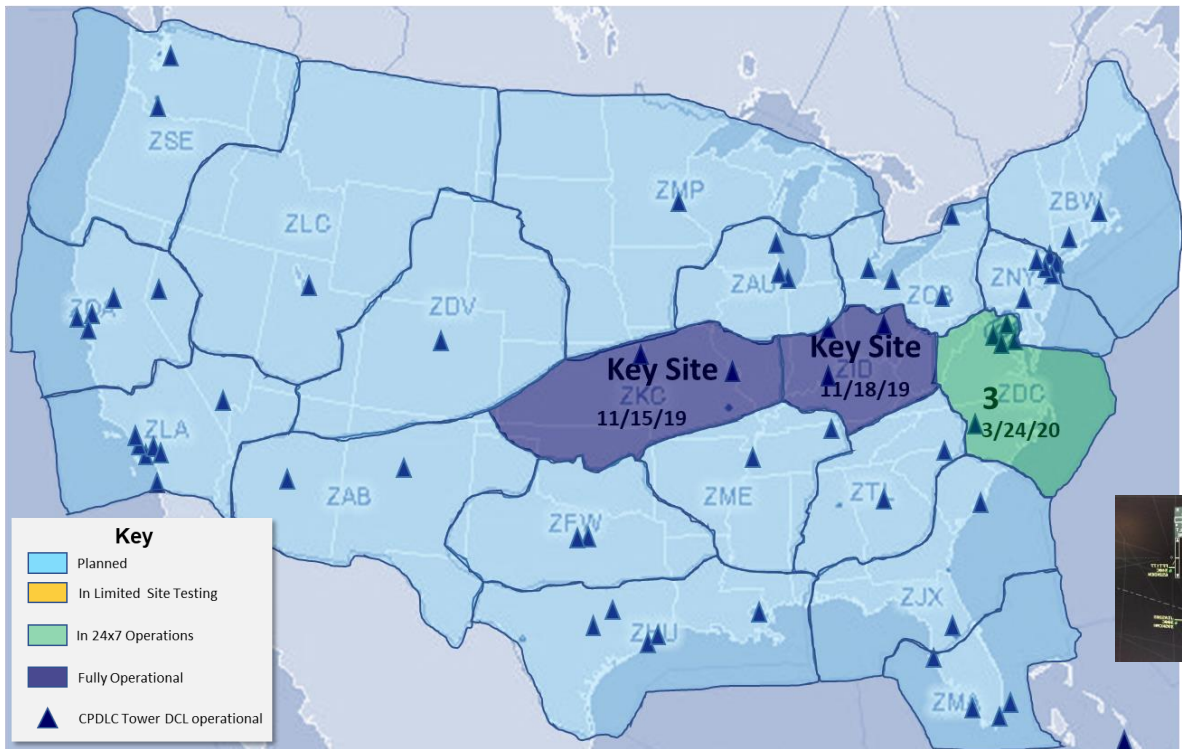 ZSE
ZMP
ZBW
ZLC
ZNY
ZAU
ZOA
ZOB
ZDV
Key Site
ZID
11/18/19
Key Site
ZKC
11/15/19
3
ZDC
3/24/20
ZLA
ZAB
ZME
ZTL
ZFW
Key
Planned
In Limited Site Testing
In 24x7 Operations
Fully Operational
CPDLC Tower DCL operational
ZJX
ZHU
ZMA